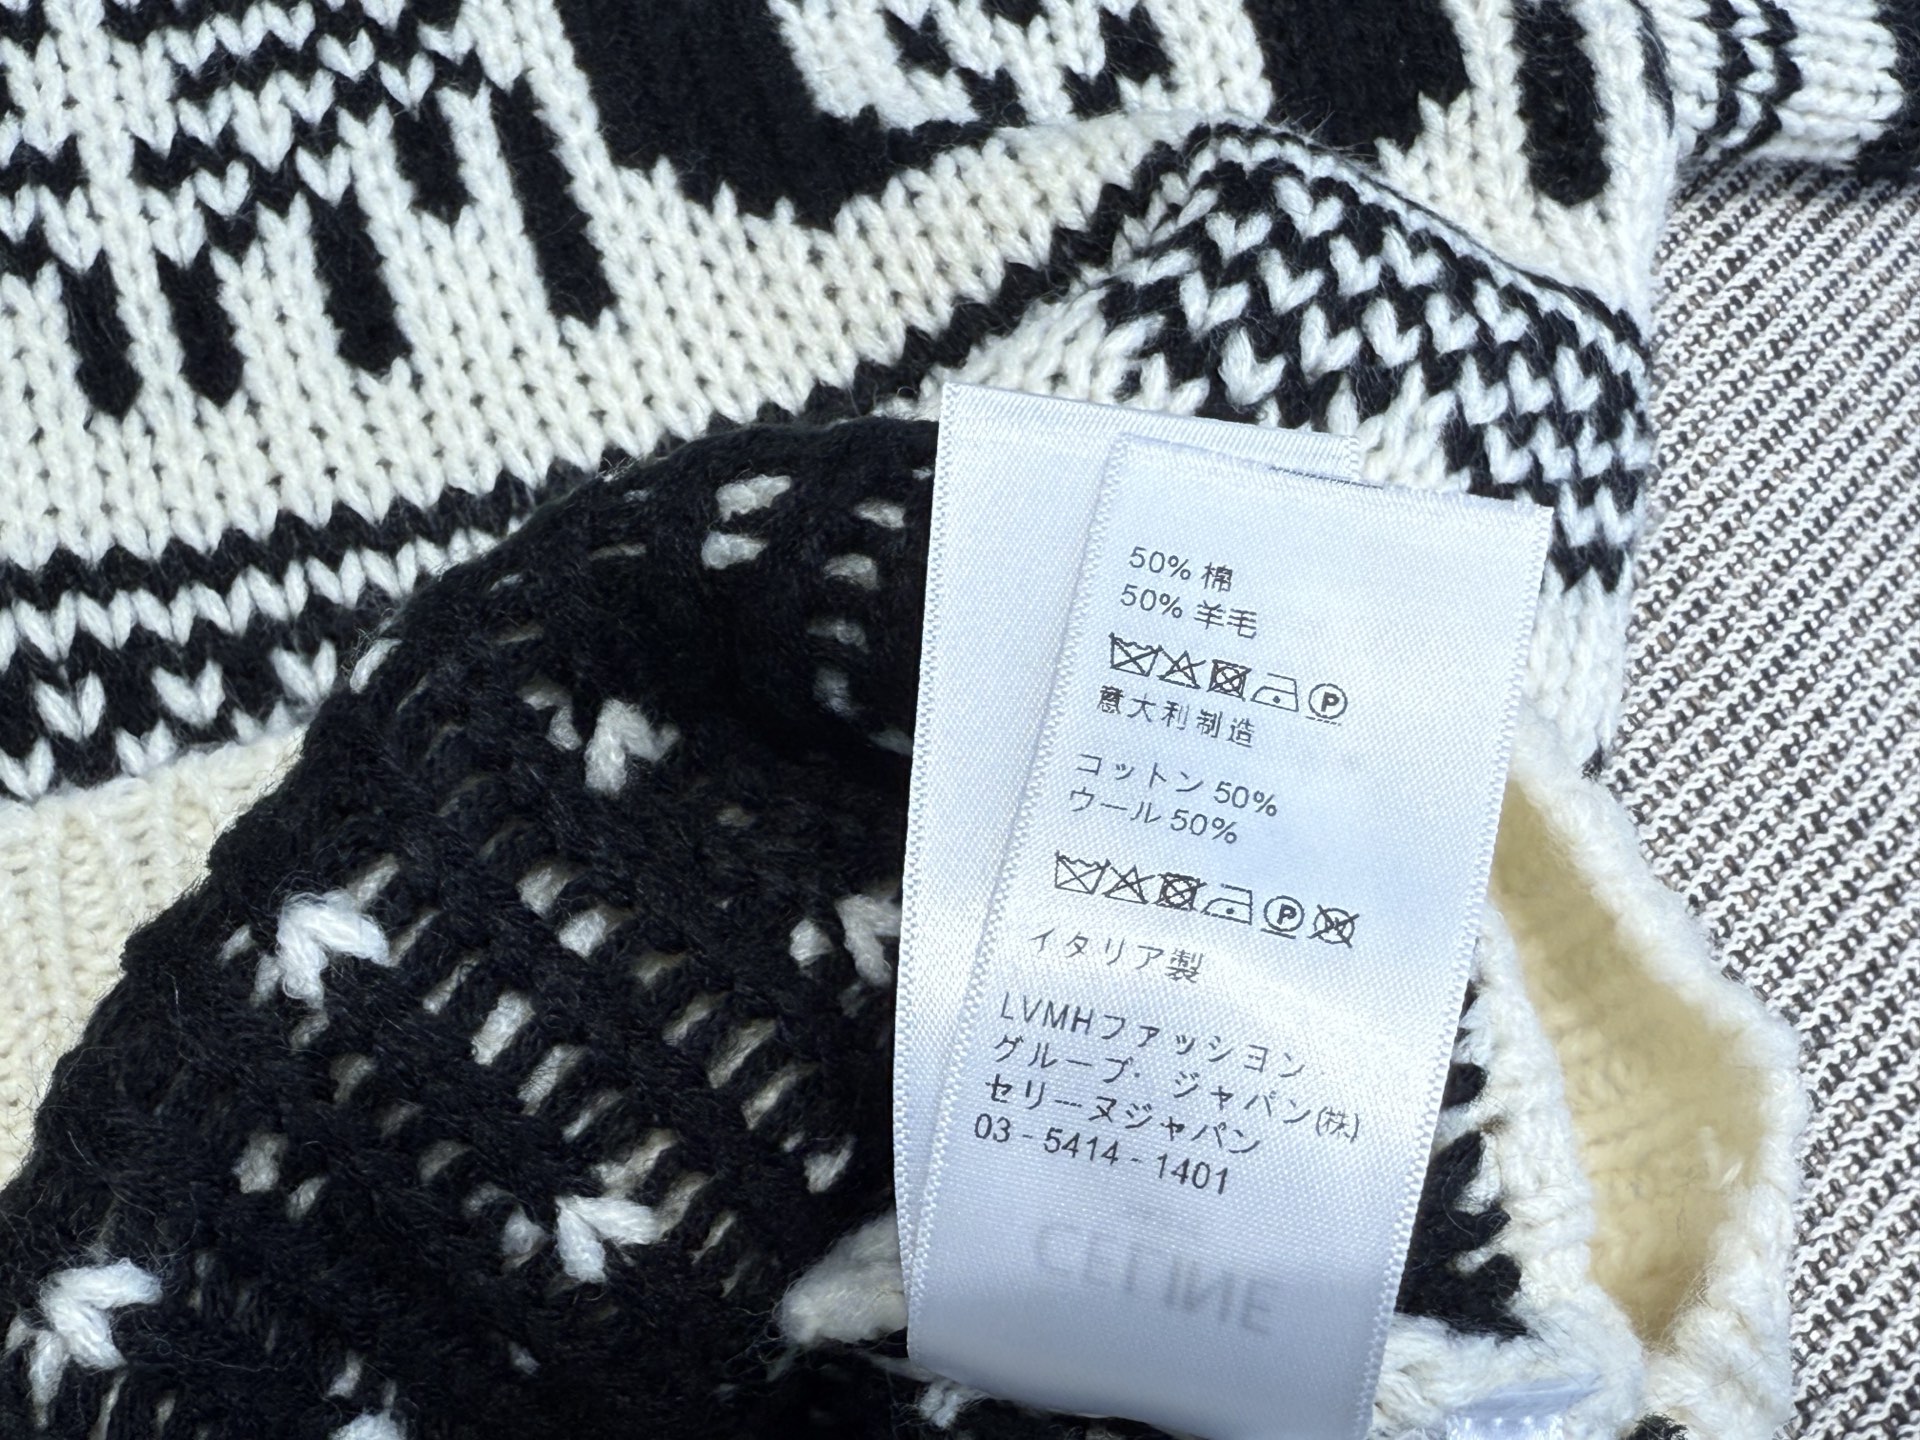 50% 棉
50% 羊毛
意大利制造
コットン 50%
ウール 50%
イタリア製
LVMHファッション
グループ・ジャパン(株)
セリーヌジャパン
03 - 5414 - 1401
CELINE